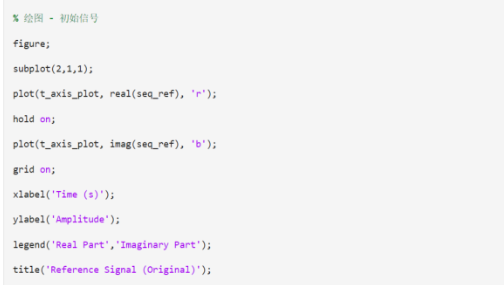 % 绘图 - 初始信号
figure;
subplot(2,1,1);
plot(t_axis_plot, real(seq_ref), 'r');
hold on;
plot(t_axis_plot, imag(seq_ref), 'b');
grid on;
xlabel('Time (s)');
ylabel('Amplitude');
legend('Real Part','Imaginary Part');
title('Reference Signal (Original)');